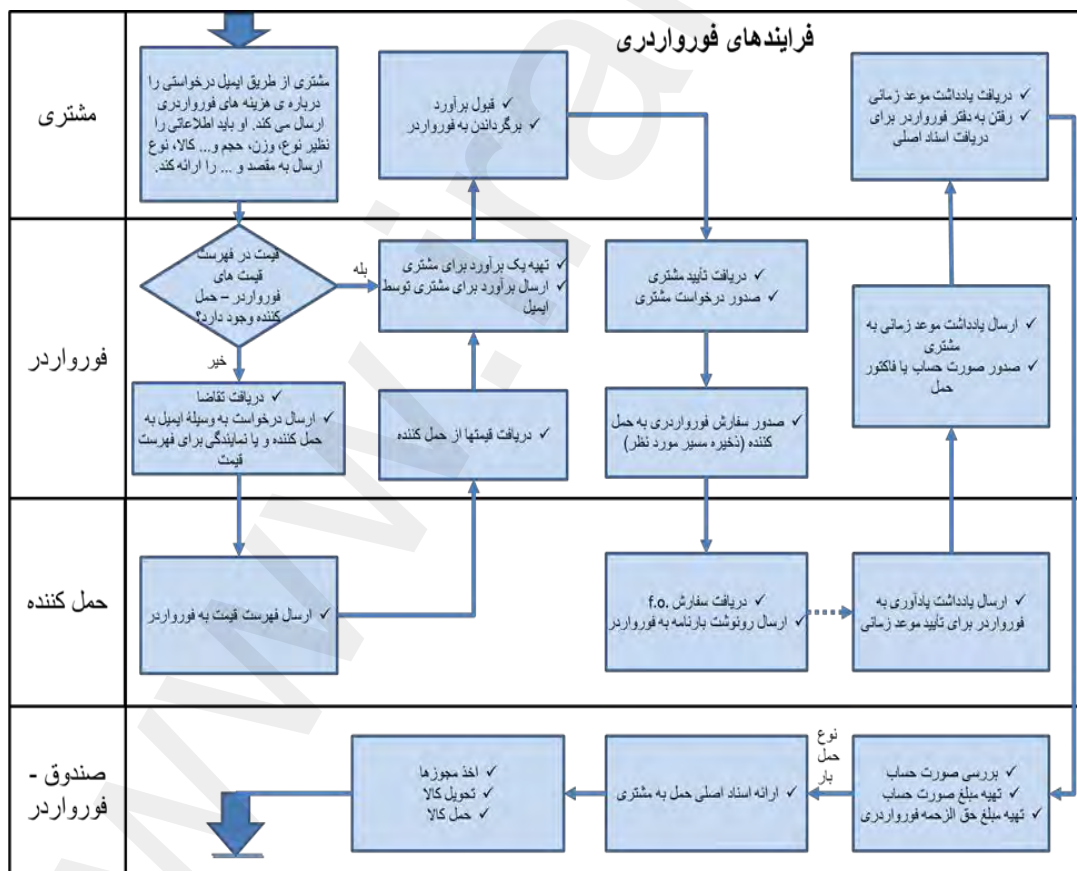 فرایندهای فورواردری
مشتری
مشتری از طریق ایمیل درخواستی را
درباره ی هزینه های فورواردری
ارسال می کند. او باید اطلاعاتی را
نظیر نوع، وزن، حجم و... کالا، نوع
ارسال به مقصد و ... را ارائه کند.
✓ قبول برآورد
✓ برگرداندن به فورواردر
✓ دریافت یادداشت موعد زمانی
✓ رفتن به دفتر فورواردر برای
دریافت اسناد اصلی
فورواردر
قیمت در فهرست
قیمت های
فورواردر – حمل
کننده وجود دارد؟
بله
خیر
✓ تهیه یک برآورد برای مشتری
✓ ارسال برآورد برای مشتری توسط
ایمیل
✓ دریافت تأیید مشتری
✓ صدور درخواست مشتری
✓ ارسال یادداشت موعد زمانی به
مشتری
✓ صدور صورت حساب یا فاکتور
حمل
✓ دریافت تقاضا
✓ ارسال درخواست به وسیلۀ ایمیل به
حمل کننده و یا نمایندگی برای فهرست
قیمت
✓ دریافت قیمتها از حمل کننده
✓ صدور سفارش فورواردری به حمل
کننده (ذخیره مسیر مورد نظر)
حمل کننده
✓ ارسال فهرست قیمت به فورواردر
✓ دریافت سفارش f.o.
✓ ارسال رونوشت بارنامه به فورواردر
✓ ارسال یادداشت یادآوری به
فورواردر برای تأیید موعد زمانی
صندوق -
فورواردر
✓ بررسی صورت حساب
✓ تهیه مبلغ صورت حساب
✓ تهیه مبلغ حق الزحمه فورواردری
نوع
حمل
بار
✓ ارائه اسناد اصلی حمل به مشتری
✓ اخذ مجوزها
✓ تحویل کالا
✓ حمل کالا